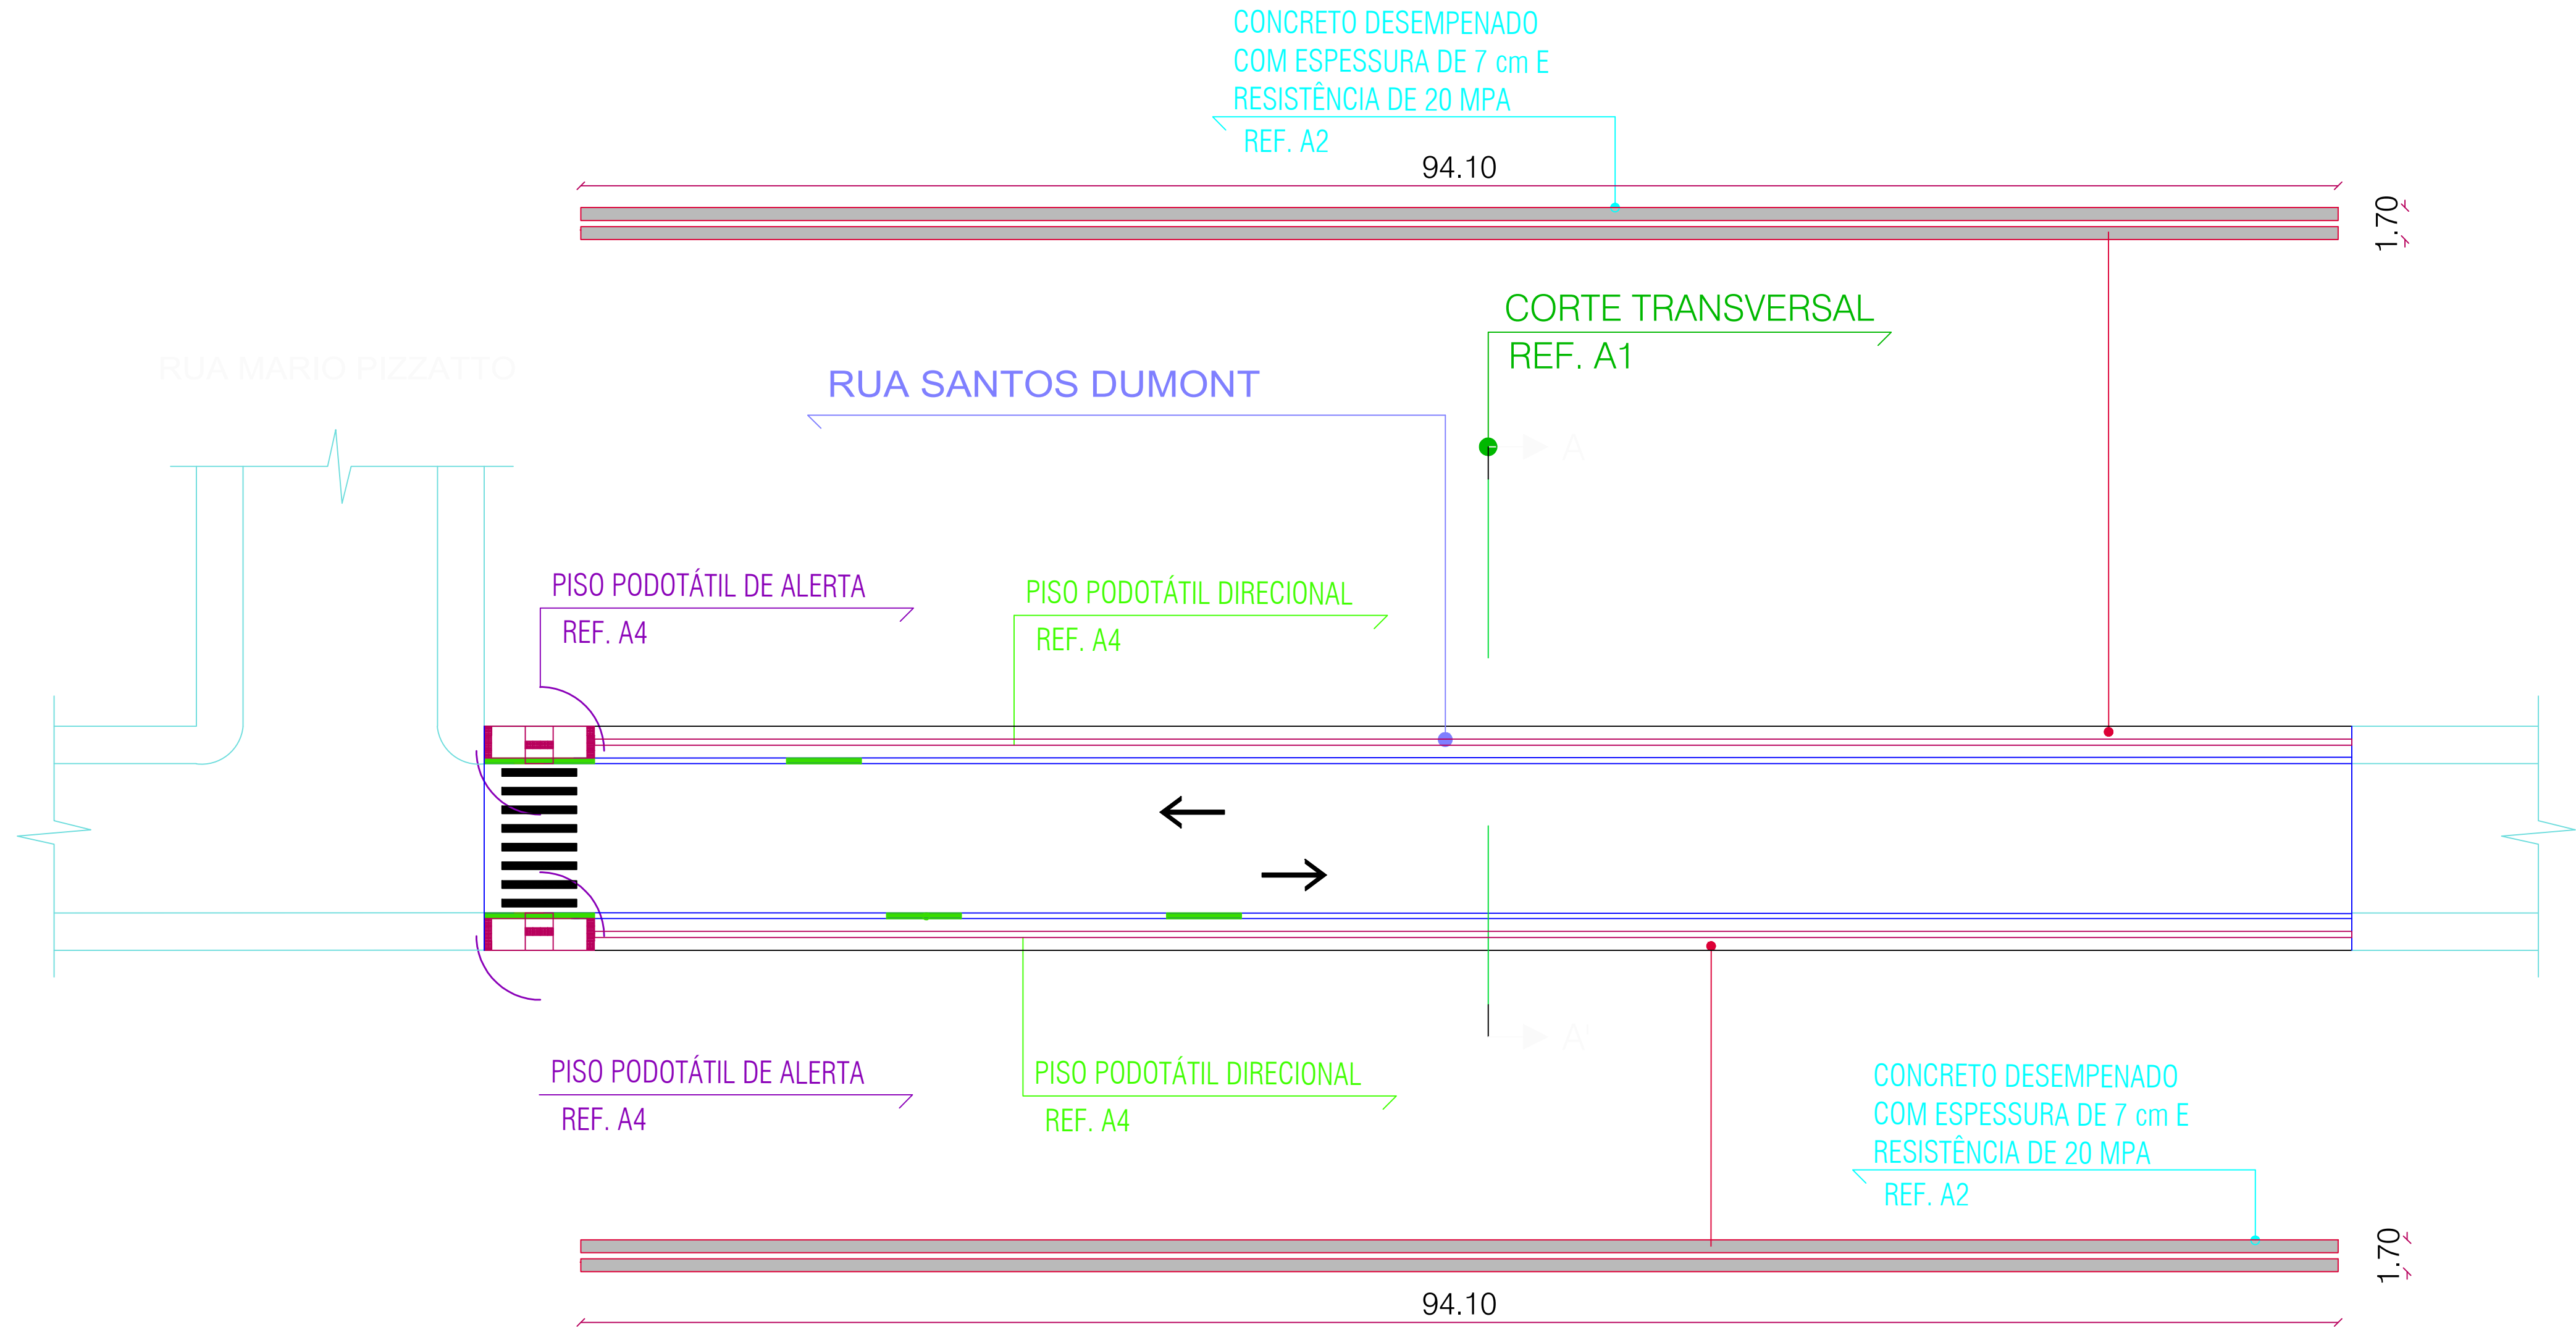 CONCRETO DESEMPENADO
COM ESPESSURA DE 7 cm E
RESISTÊNCIA DE 20 MPA
REF. A2
94.10
1.70
CORTE TRANSVERSAL
REF. A1
RUA MARIO PIZZATTO
RUA SANTOS DUMONT
A
PISO PODOTÁTIL DE ALERTA
REF. A4
PISO PODOTÁTIL DIRECIONAL
REF. A4
A'
PISO PODOTÁTIL DE ALERTA
REF. A4
PISO PODOTÁTIL DIRECIONAL
REF. A4
CONCRETO DESEMPENADO
COM ESPESSURA DE 7 cm E
RESISTÊNCIA DE 20 MPA
REF. A2
1.70
94.10